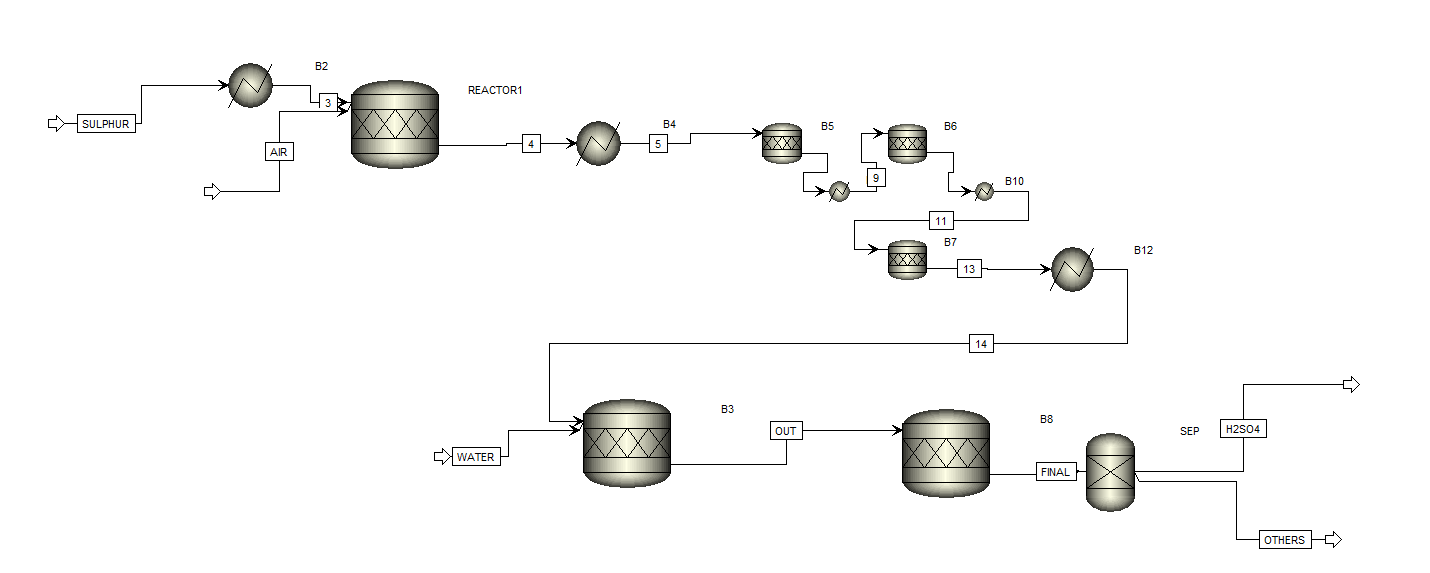 B2
SULPHUR
3
REACTOR1
AIR
4
B4
5
B5
B6
9
B10
11
B7
13
B12
14
B3
WATER
OUT
B8
FINAL
SEP
H2SO4
OTHERS